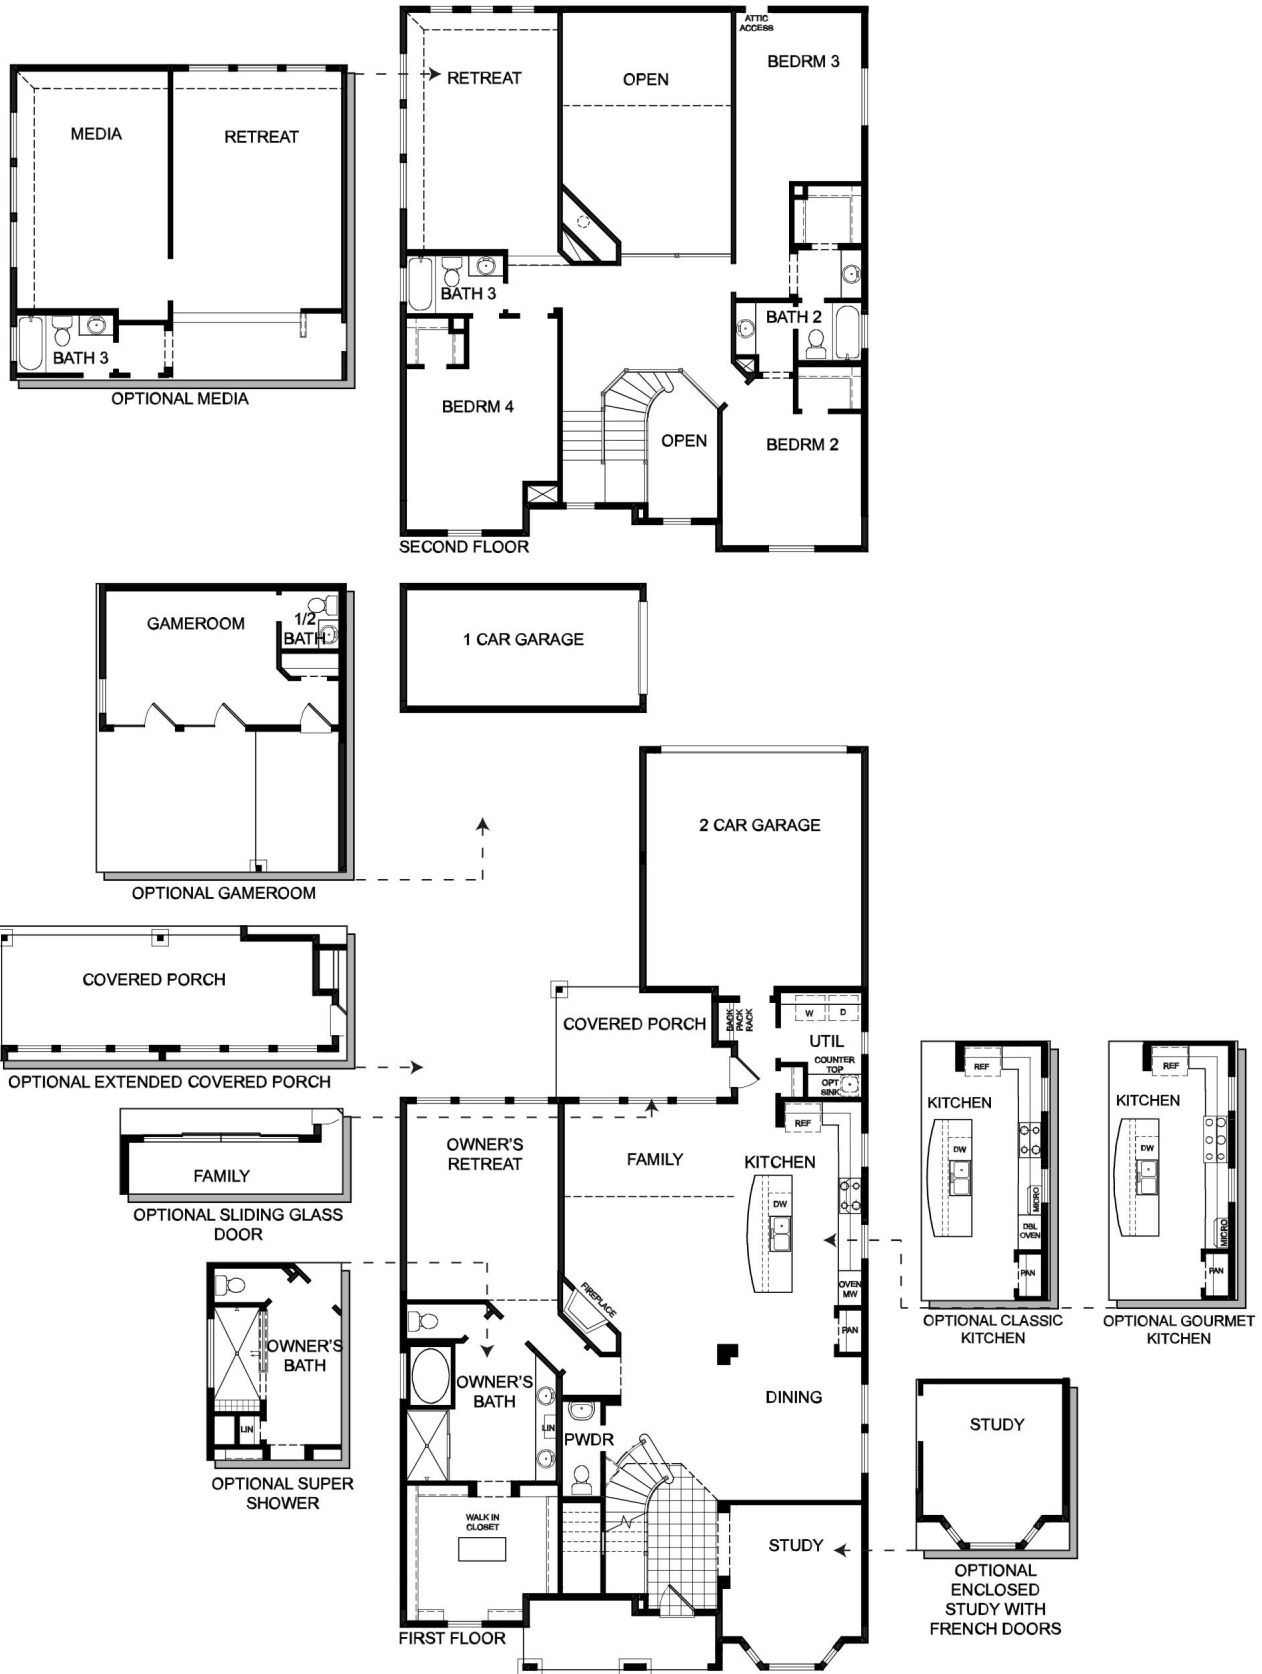 ATTIC
ACCESS
RETREAT
OPEN
BEDRM 3
BATH 3
BATH 2
BEDRM 4
OPEN
BEDRM 2
SECOND FLOOR
MEDIA
RETREAT
BATH 3
OPTIONAL MEDIA
GAMEROOM
1/2
BATH
OPTIONAL GAMEROOM
1 CAR GARAGE
2 CAR GARAGE
COVERED PORCH
OPTIONAL EXTENDED COVERED PORCH
FAMILY
OPTIONAL SLIDING GLASS
DOOR
OWNER'S
BATH
LIN
OPTIONAL SUPER
SHOWER
COVERED PORCH
BACK
PACK
RACK
W
D
UTIL
COUNTER
TOP
OPT
SINK
OWNER'S
RETREAT
FAMILY
REF
KITCHEN
DW
OVEN
MW
PAN
FIREPLACE
OWNER'S
BATH
LIN
PWDR
DINING
WALK IN
CLOSET
STUDY
FIRST FLOOR
REF
KITCHEN
DW
MICRO
DBL
OVEN
PAN
OPTIONAL CLASSIC
KITCHEN
REF
KITCHEN
DW
MICRO
PAN
OPTIONAL GOURMET
KITCHEN
STUDY
OPTIONAL
ENCLOSED
STUDY WITH
FRENCH DOORS